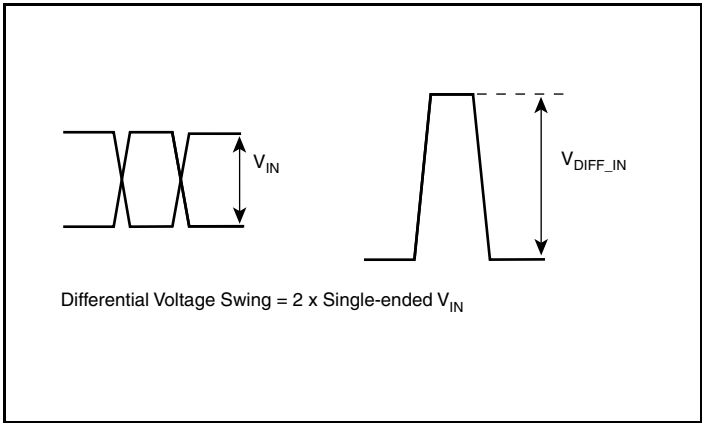 V_IN
V_DIFF_IN
Differential Voltage Swing = 2 x Single-ended V_IN